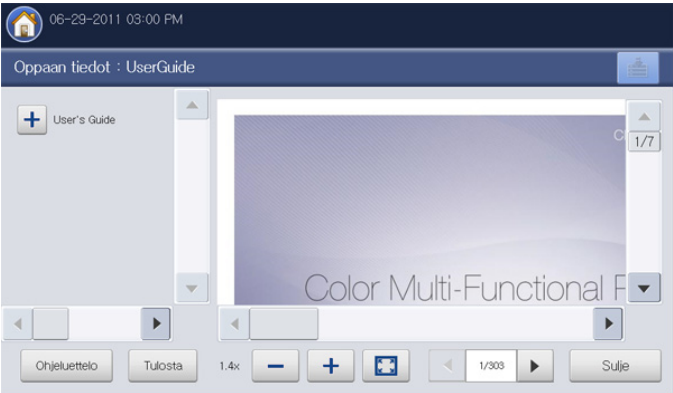 06-29-2011 03:00 PM
Oppaan tiedot : UserGuide
User's Guide
1/7
Color Multi-Functional
Ohjeluettelo
Tulosta
1.4x
1/303
Sulje